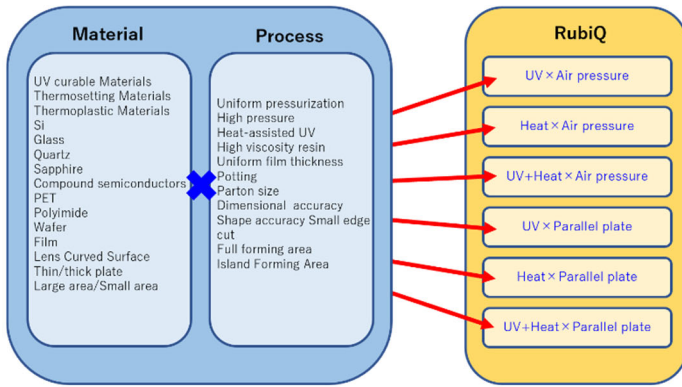 Material
UV curable Materials
Thermosetting Materials
Thermoplastic Materials
Si
Glass
Quartz
Sapphire
Compound semiconductors
PET
Polyimide
Wafer
Film
Lens Curved Surface
Thin/thick plate
Large area/Small area
Process
Uniform pressurization
High pressure
Heat-assisted UV
High viscosity resin
Uniform film thickness
Potting
Parton size
Dimensional accuracy
Shape accuracy Small edge
cut
Full forming area
Island Forming Area
RubiQ
UV×Air pressure
Heat×Air pressure
UV+Heat×Air pressure
UV×Parallel plate
Heat×Parallel plate
UV+Heat×Parallel plate